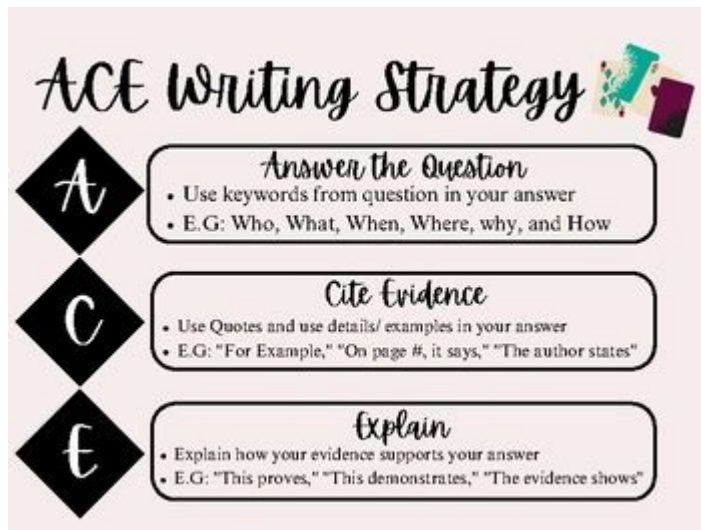 ACE Writing Strategy
A
Answer the Question
• Use keywords from question in your answer
• E.G: Who, What, When, Where, why, and How
C
Cite Evidence
• Use Quotes and use details/ examples in your answer
• E.G: "For Example," "On page #, it says," "The author states"
E
Explain
• Explain how your evidence supports your answer
• E.G: "This proves," "This demonstrates," "The evidence shows"